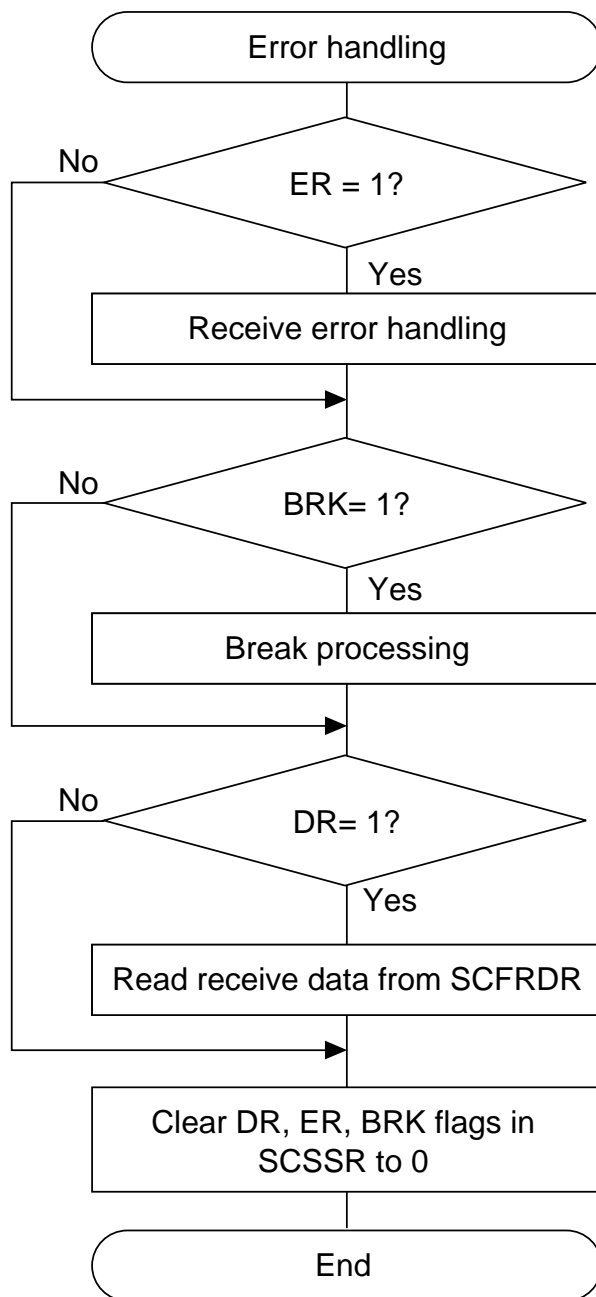 Error handling
No
ER = 1?
Yes
Receive error handling
No
BRK= 1?
Yes
Break processing
No
DR= 1?
Yes
Read receive data from SCFRDR
Clear DR, ER, BRK flags in
SCSSR to 0
End